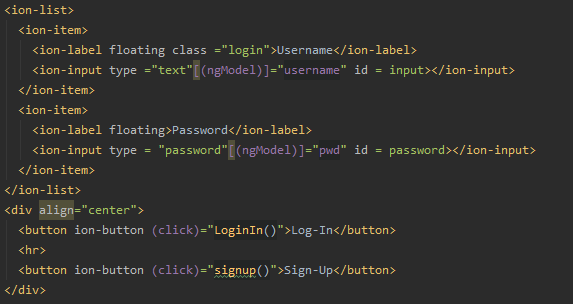 <ion-list>
<ion-item>
<ion-label floating class ="login">Username</ion-label>
<ion-input type ="text"[(ngModel)]="username" id = input></ion-input>
</ion-item>
<ion-item>
<ion-label floating>Password</ion-label>
<ion-input type = "password"[(ngModel)]="pwd" id = password></ion-input>
</ion-item>
</ion-list>
<div align="center">
<button ion-button (click)="LoginIn()">Log-In</button>
<hr>
<button ion-button (click)="signup()">Sign-Up</button>
</div>